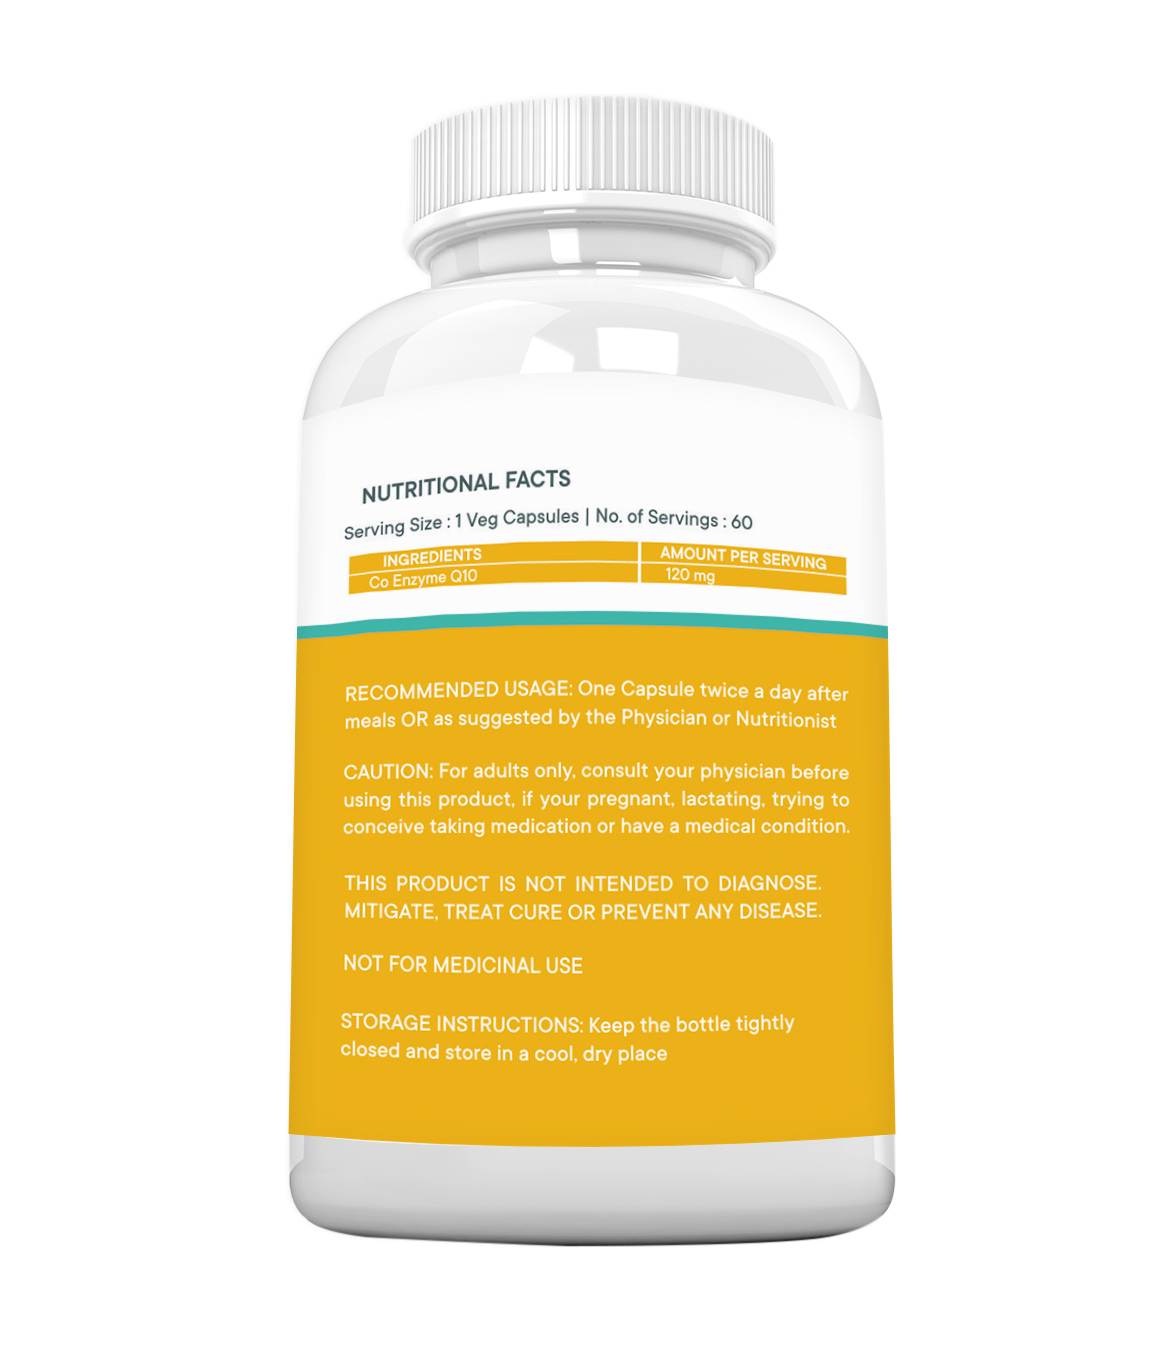 NUTRITIONAL FACTS
Serving Size : 1 Veg Capsules | No. of Servings : 60
INGREDIENTS AMOUNT PER SERVING
Co Enzyme Q10 120 mg
RECOMMENDED USAGE: One Capsule twice a day after
meals OR as suggested by the Physician or Nutritionist
CAUTION: For adults only, consult your physician before
using this product, if your pregnant, lactating, trying to
conceive taking medication or have a medical condition.
THIS PRODUCT IS NOT INTENDED TO DIAGNOSE.
MITIGATE, TREAT CURE OR PREVENT ANY DISEASE.
NOT FOR MEDICINAL USE
STORAGE INSTRUCTIONS: Keep the bottle tightly
closed and store in a cool, dry place